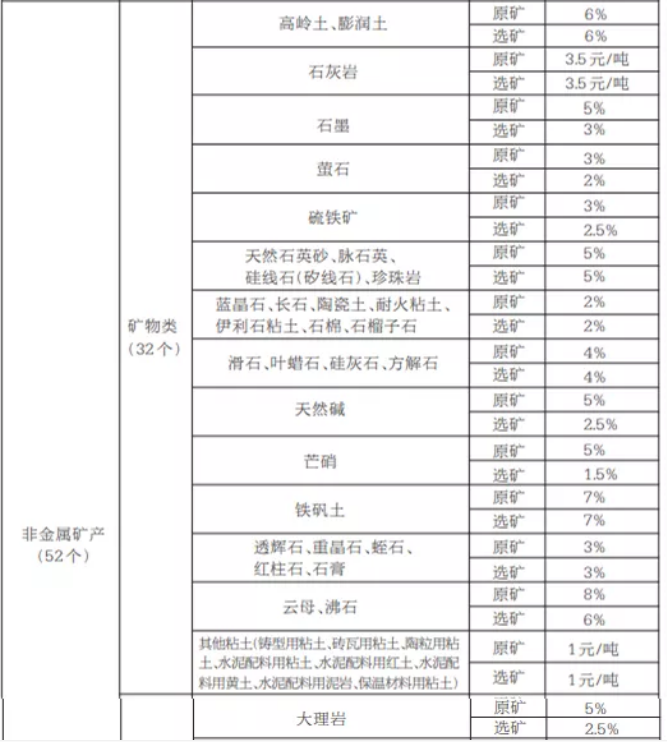 高岭土、膨润土
原矿
6%
选矿
6%
石灰岩
原矿
3.5元/吨
选矿
3.5元/吨
石墨
原矿
5%
选矿
3%
萤石
原矿
3%
选矿
2%
硫铁矿
原矿
3%
选矿
2.5%
天然石英砂、脉石英、
硅线石(矽线石)、珍珠岩
原矿
5%
选矿
5%
矿物类
(32个)
蓝晶石、长石、陶瓷土、耐火粘土、
伊利石粘土、石棉、石榴子石
原矿
2%
选矿
2%
滑石、叶蜡石、硅灰石、方解石
原矿
4%
选矿
4%
天然碱
原矿
5%
选矿
2.5%
芒硝
原矿
5%
选矿
1.5%
铁矾土
原矿
7%
选矿
7%
非金属矿产
(52个)
透辉石、重晶石、蛭石、
红柱石、石膏
原矿
3%
选矿
3%
云母、沸石
原矿
8%
选矿
6%
其他粘土(铸型用粘土、砖瓦用粘土、陶粒用粘
土、水泥配料用粘土、水泥配料用红土、水泥配
料用黄土、水泥配料用泥岩、保温材料用粘土)
原矿
1元/吨
选矿
1元/吨
大理岩
原矿
5%
选矿
2.5%